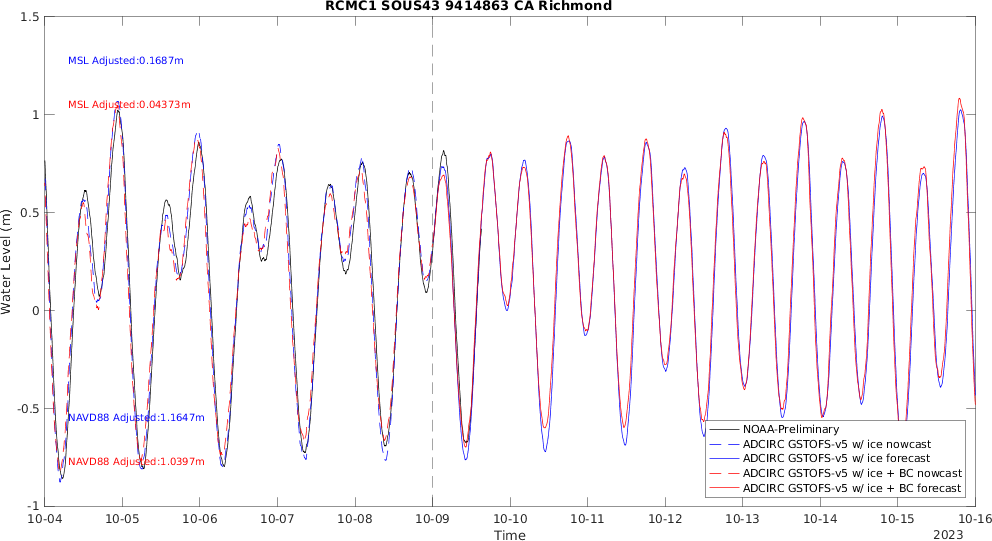 RCMC1 SOUS43 9414863 CA Richmond
1.5
MSL Adjusted:0.1687m
MSL Adjusted:0.04373m
1
0.5
Water Level (m)
0
-0.5
NAVD88 Adjusted:1.1647m
NAVD88 Adjusted:1.0397m
NOAA-Preliminary
ADCIRC GSTOFS-v5 w/ ice nowcast
ADCIRC GSTOFS-v5 w/ ice forecast
ADCIRC GSTOFS-v5 w/ ice + BC nowcast
ADCIRC GSTOFS-v5 w/ ice + BC forecast
-1
10-04 10-05 10-06 10-07 10-08 10-09 10-10 10-11 10-12 10-13 10-14 10-15 10-16
Time
2023